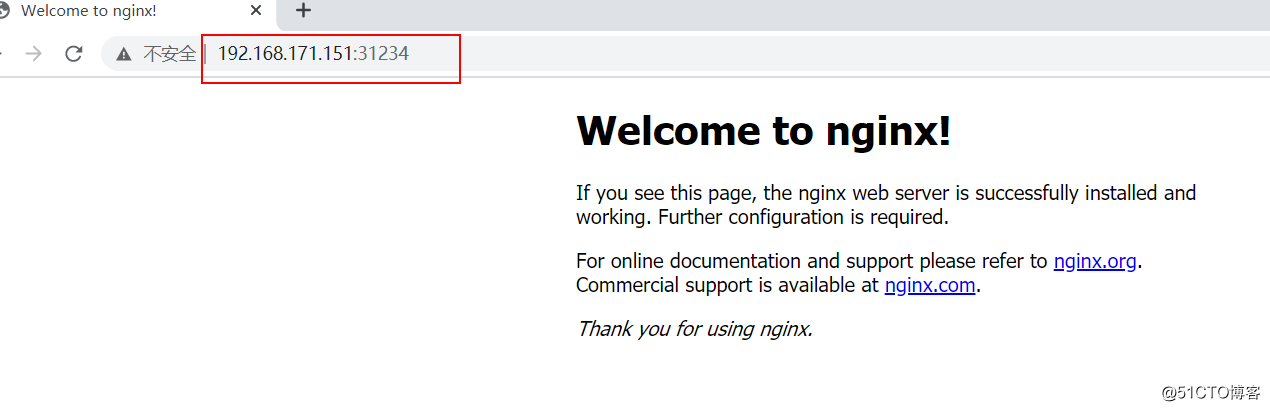 Welcome to nginx!
不安全 | 192.168.171.151:31234
Welcome to nginx!
If you see this page, the nginx web server is successfully installed and
working. Further configuration is required.
For online documentation and support please refer to nginx.org.
Commercial support is available at nginx.com.
Thank you for using nginx.
@51CTO博客